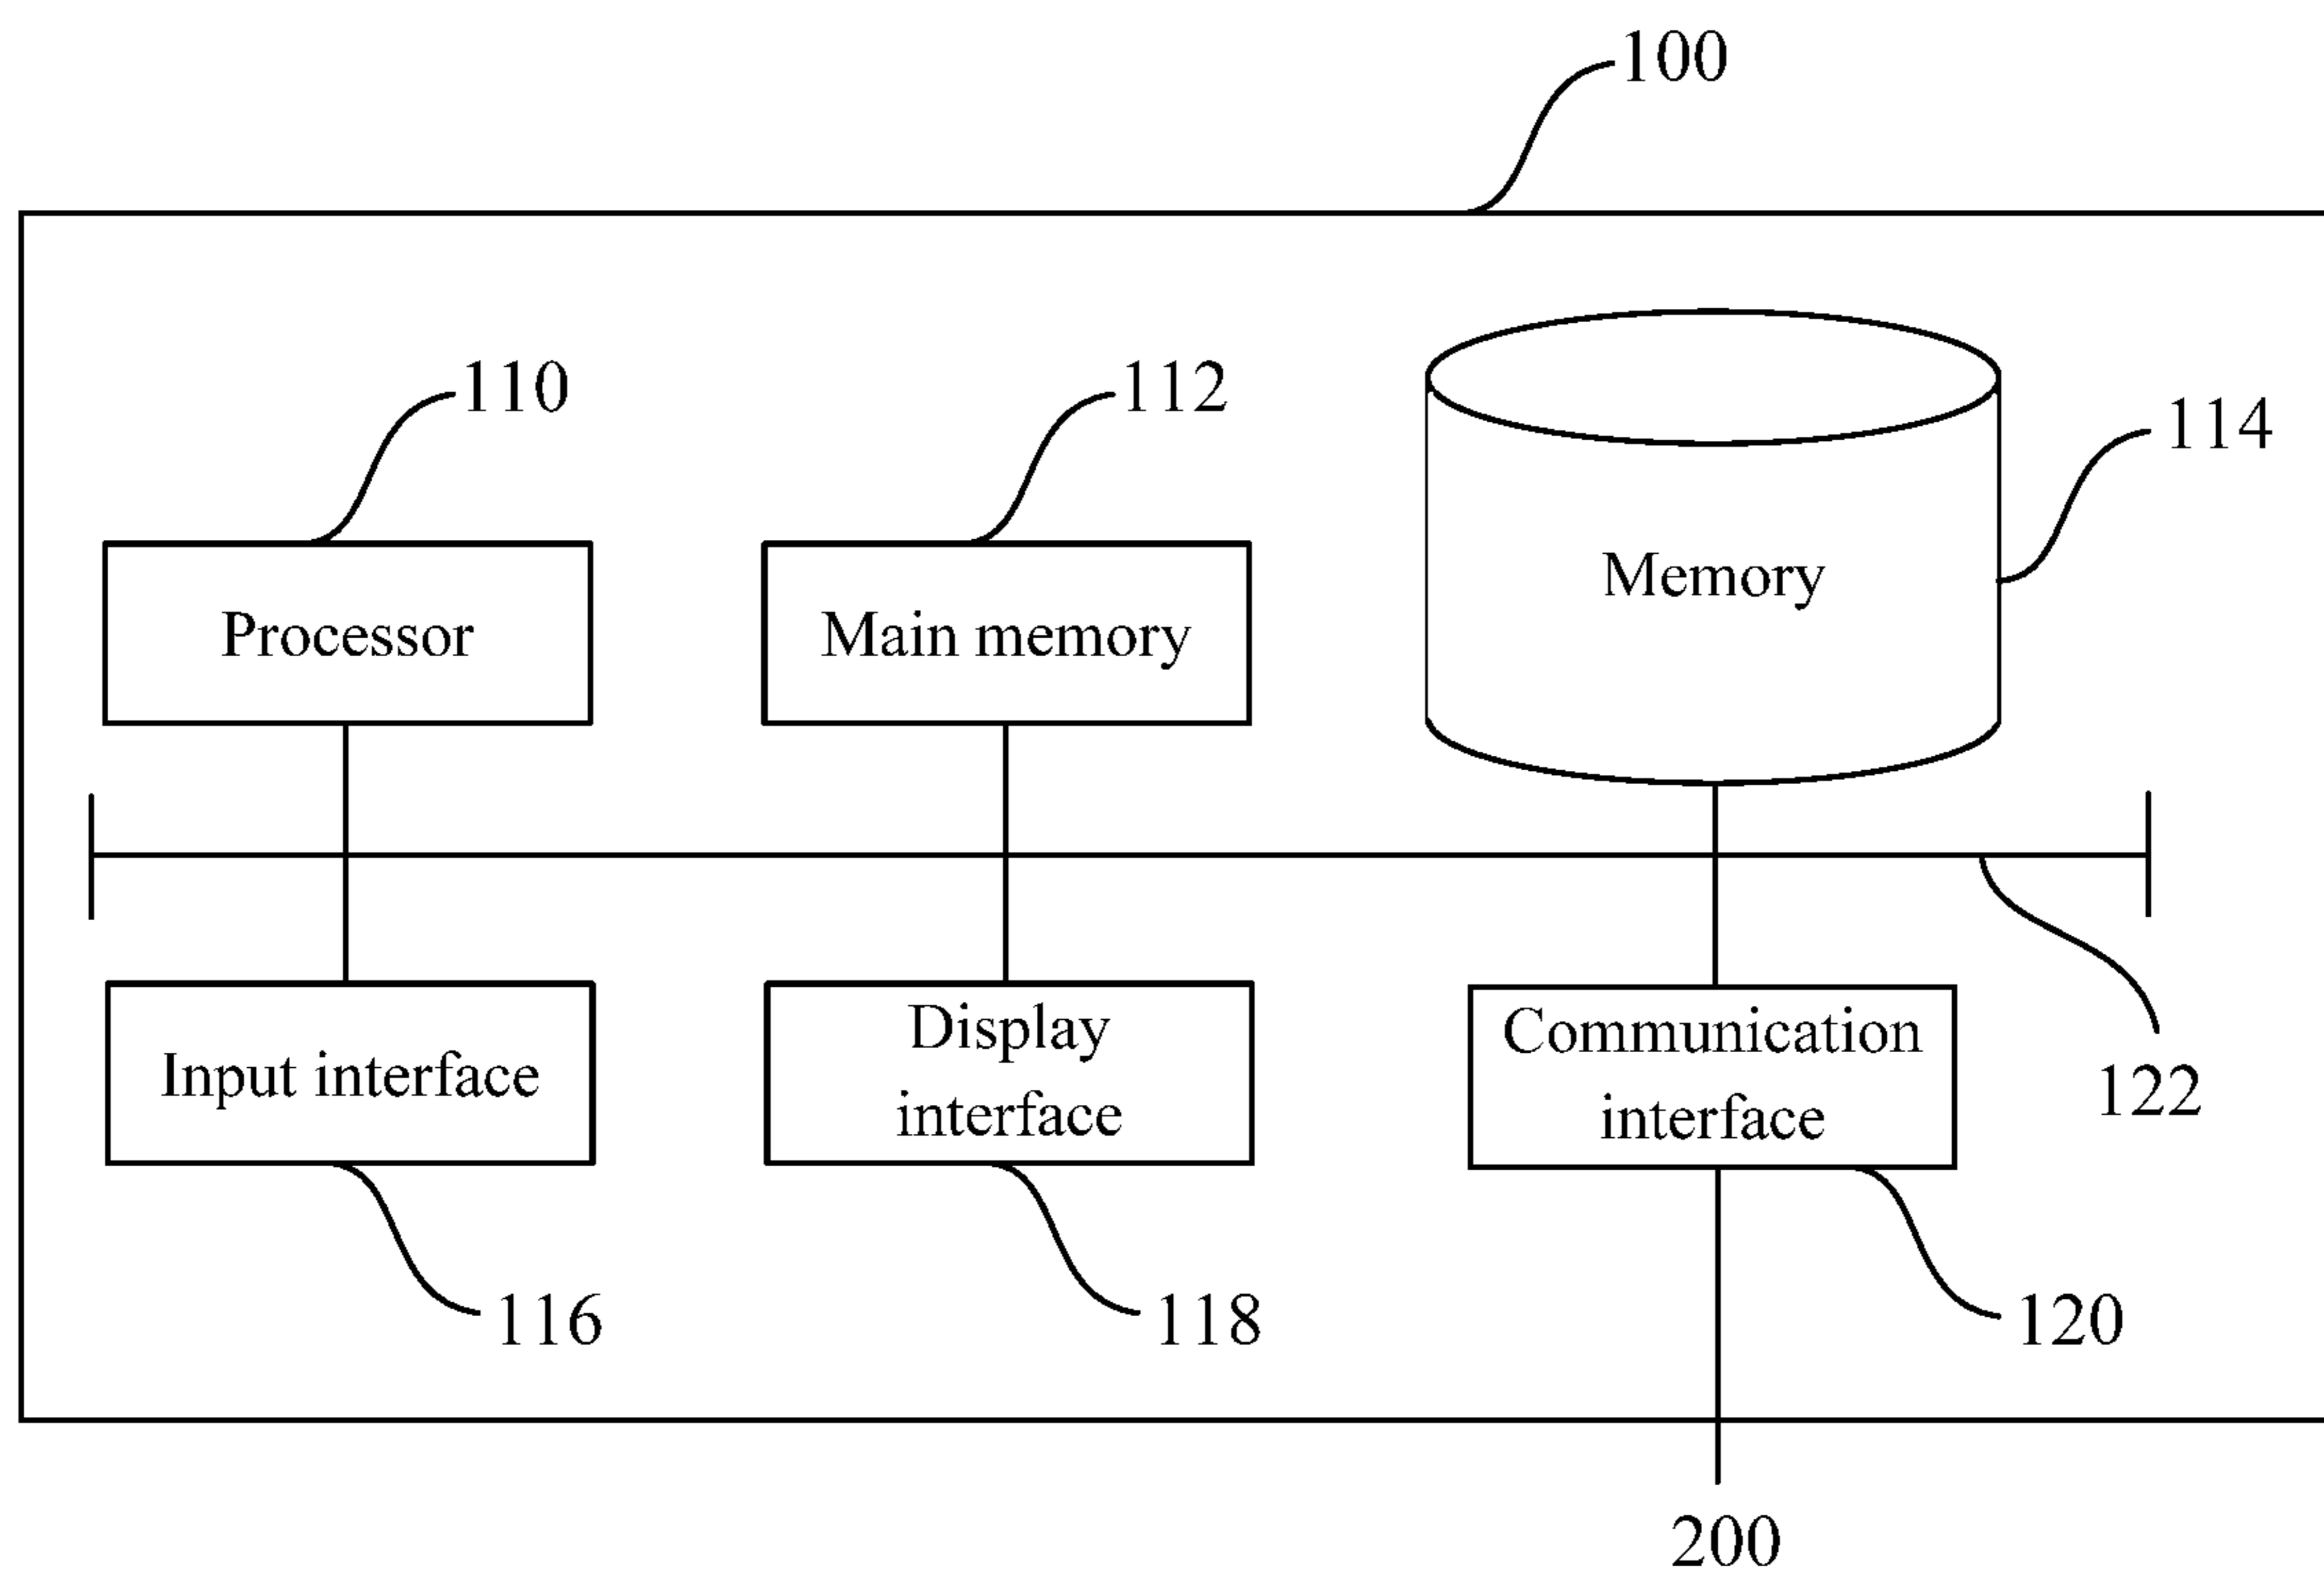 100
110
112
114
Processor
Main memory
Memory
Input interface
Display
interface
Communication
interface
122
116
118
120
200